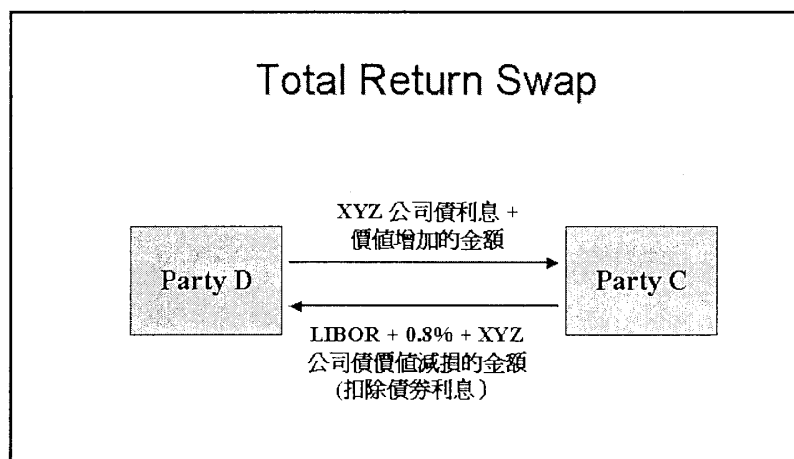 Total Return Swap
XYZ 公司債利息 +
價值增加的金額
Party D
Party C
LIBOR + 0.8% + XYZ
公司債價值減損的金額
(扣除債券利息)